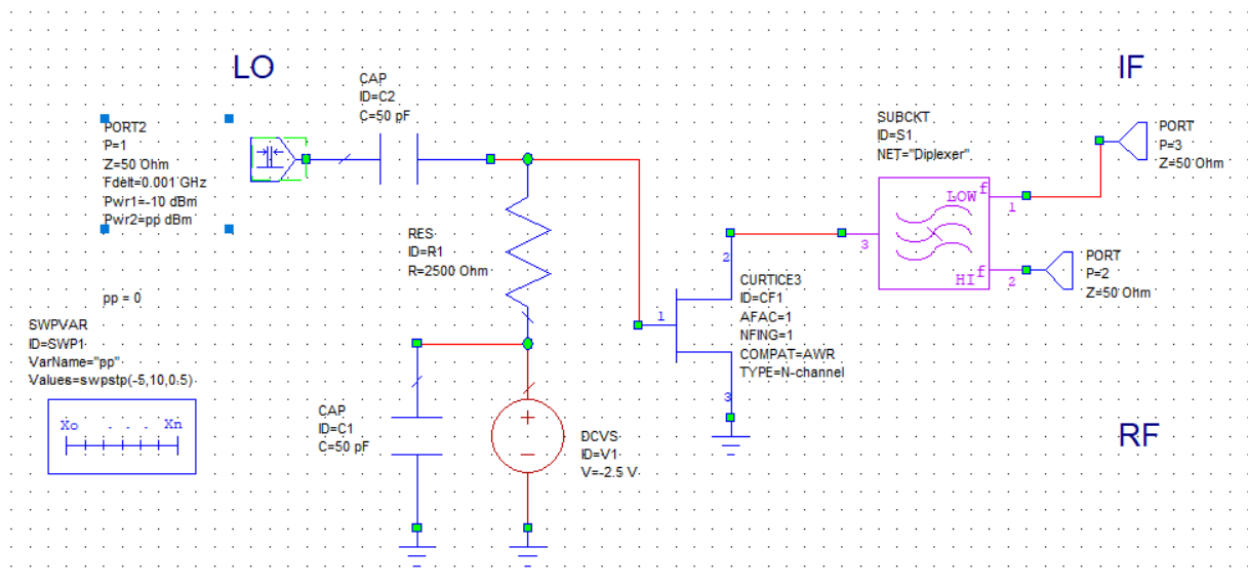 LO
IF
CAP
ID=C2
C=50 pF
PORT2
P=1
Z=50 Ohm
Fdelt=0.001 GHz
Pwr1=-10 dBm
Pwr2=pp dBm
SUBCKT
ID=S1
NET="Diplexer"
PORT
P=3
Z=50 Ohm
LOW f
1
3
HI f
2
PORT
P=2
Z=50 Ohm
RES
ID=R1
R=2500 Ohm
2
1
3
CURTICE3
ID=CF1
AFAC=1
NFING=1
COMPAT=AWR
TYPE=N-channel
pp = 0
SWPVAR
ID=SWP1
VarName="pp"
Values=swpstp(-5,10,0.5)
Xo . . . Xn
CAP
ID=C1
C=50 pF
DCVS
ID=V1
V=-2.5 V
RF